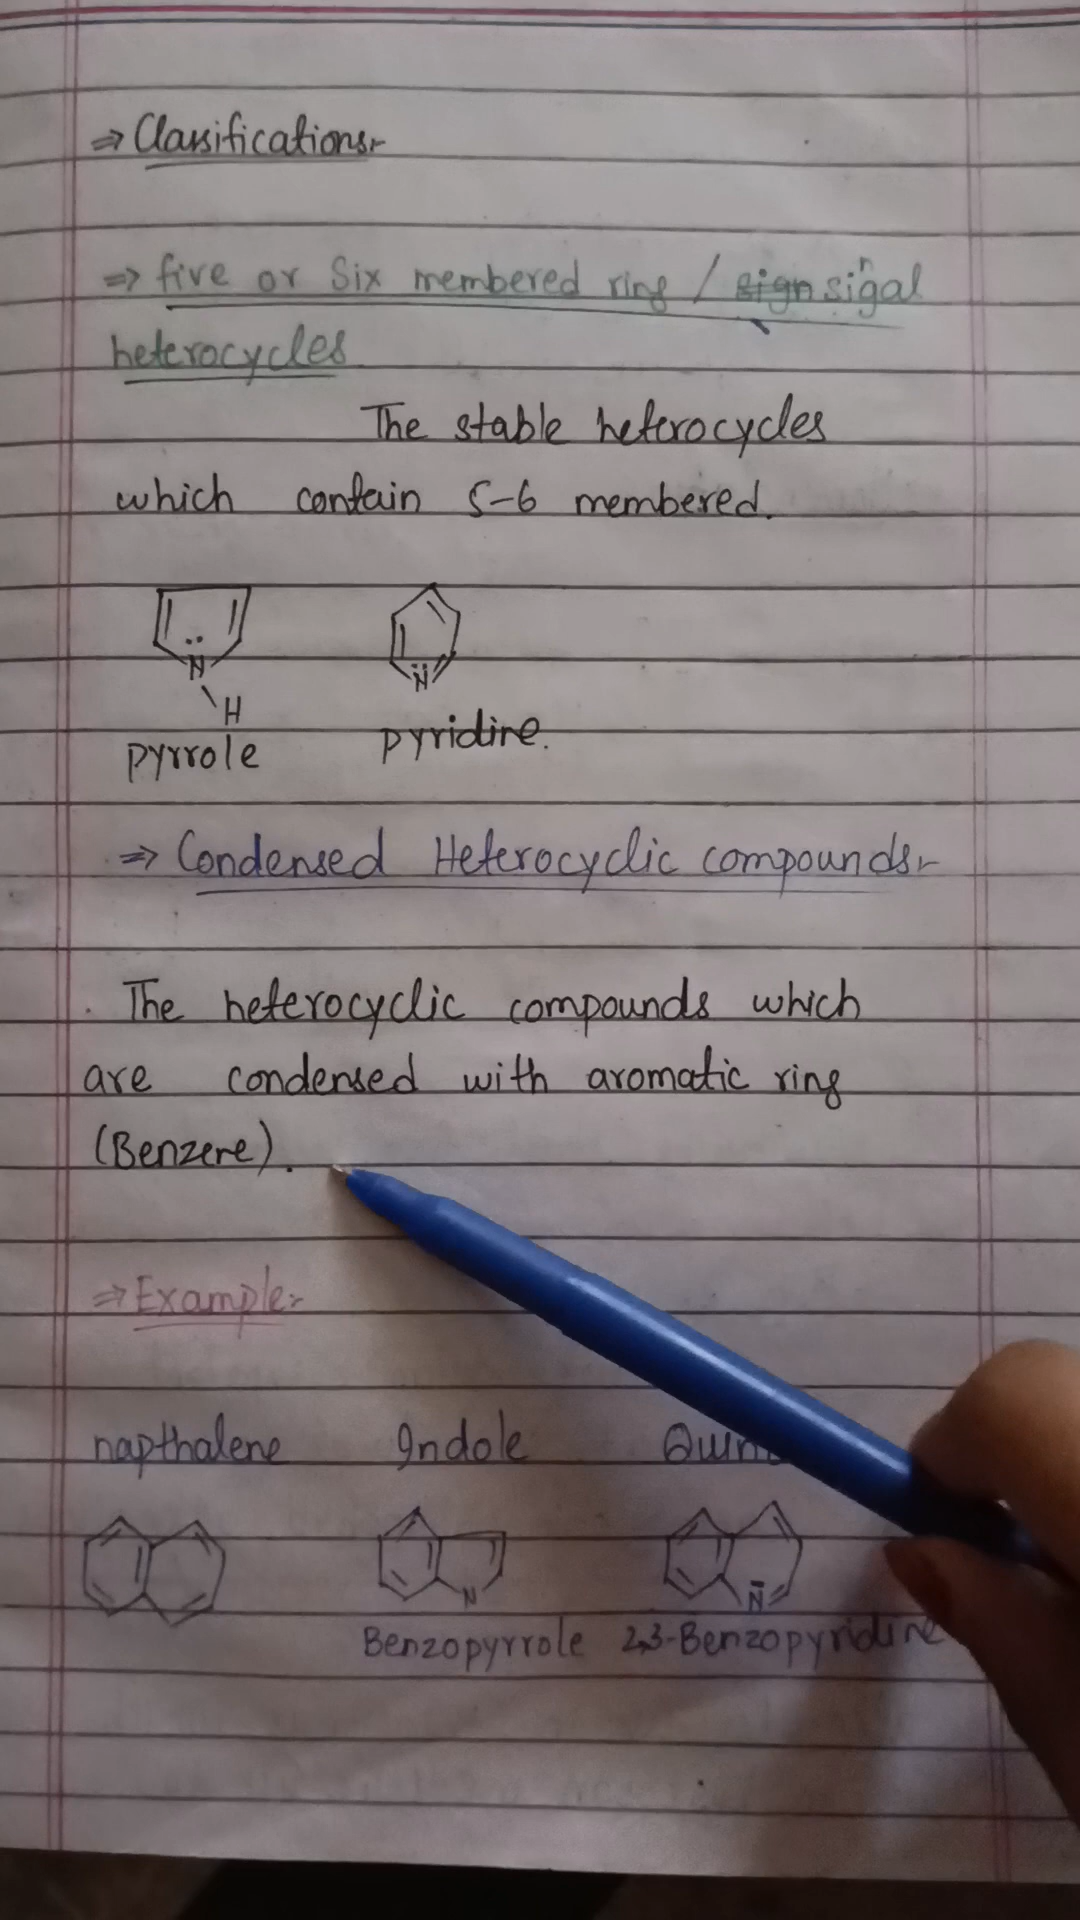 ⇒ Classifications:-
⇒ five or Six membered ring / sign sigal
n
heterocycles
The stable heterocycles
which contain 5-6 membered.
N
H
N
pyrrole pyridine.
⇒ Condensed Heterocyclic compounds:-
The heterocyclic compounds which
are condensed with aromatic ring
(Benzene).
⇒ Example:-
napthalene Indole
N N
Benzopyrrole 2,3-Benzopyridine